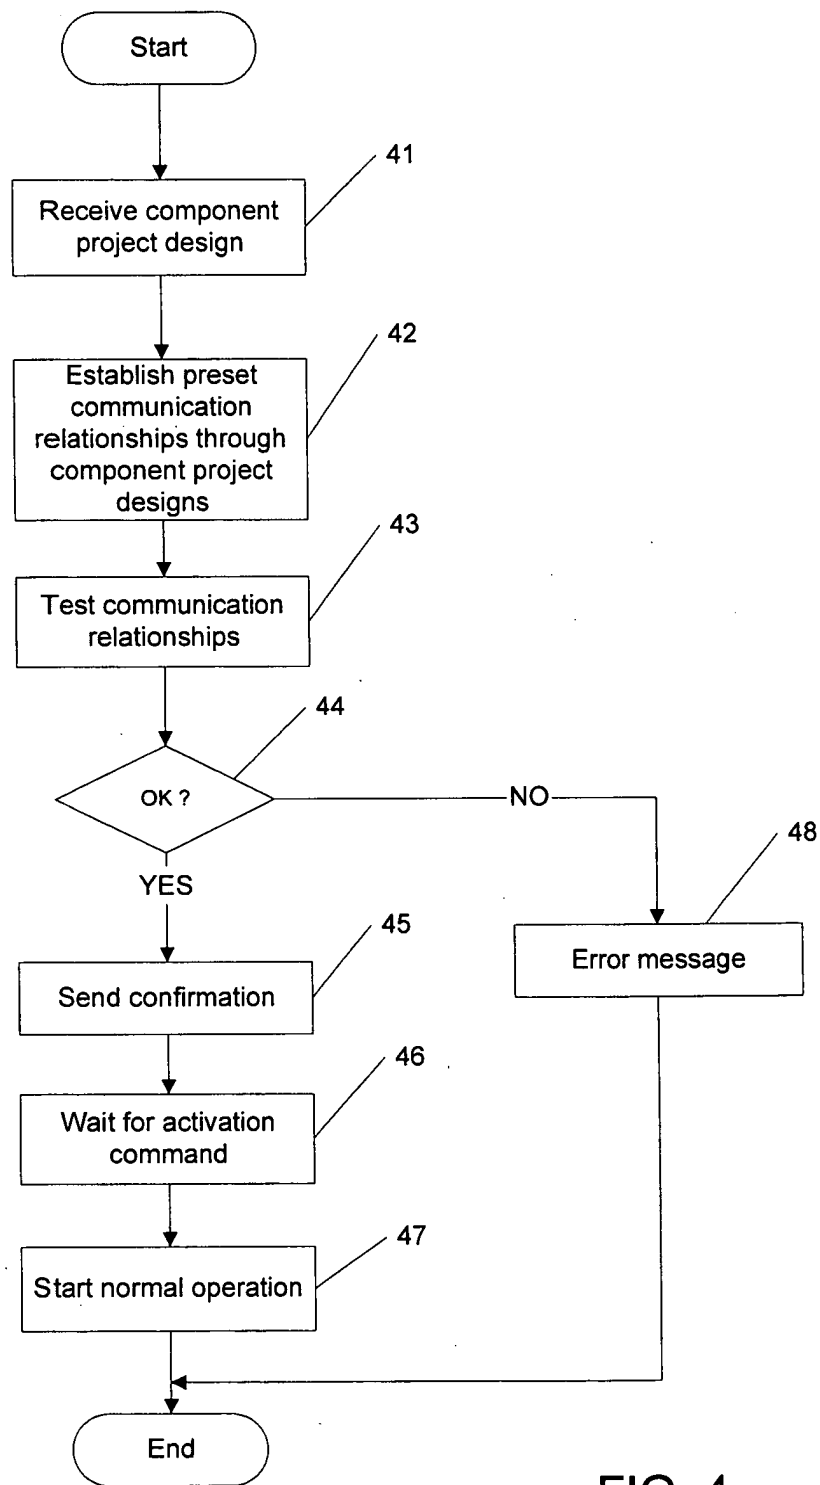 Start
41
Receive component
project design
42
Establish preset
communication
relationships through
component project
designs
43
Test communication
relationships
44
OK ?
NO
YES
48
Error message
45
Send confirmation
46
Wait for activation
command
47
Start normal operation
End
FIG. 4